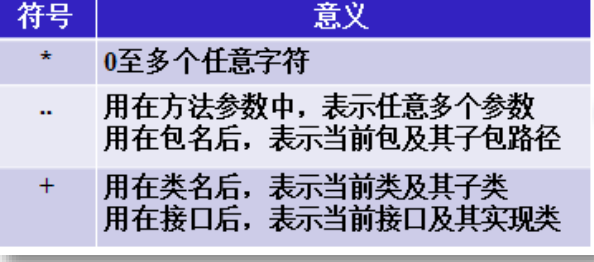 符号 意义
* 0至多个任意字符
.. 用在方法参数中，表示任意多个参数
用在包名后，表示当前包及其子包路径
+ 用在类名后，表示当前类及其子类
用在接口后，表示当前接口及其实现类